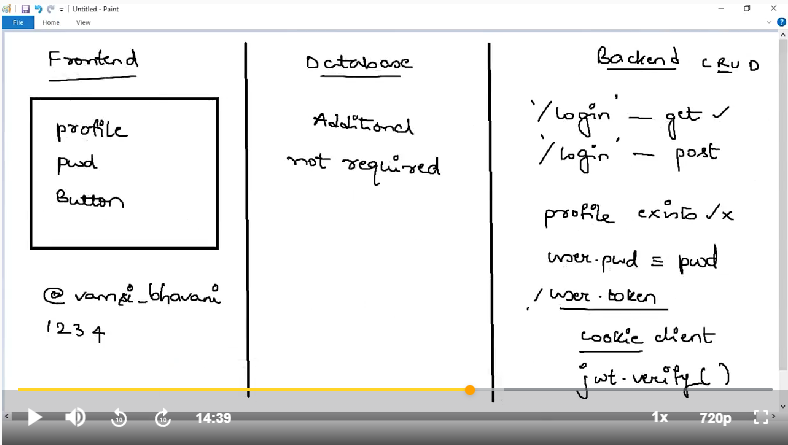 Untitled - Paint
File Home View
Frontend
profile
pwd
Button
@vamsi_bhavani
1234
Database
Additional
not required
Backend CRUD
'/login' — get ✓
'/login' — post
profile exists ✓x
user.pwd = pwd
/ user.token
cookie client
jwt.verify( )
14:39
1x
720p